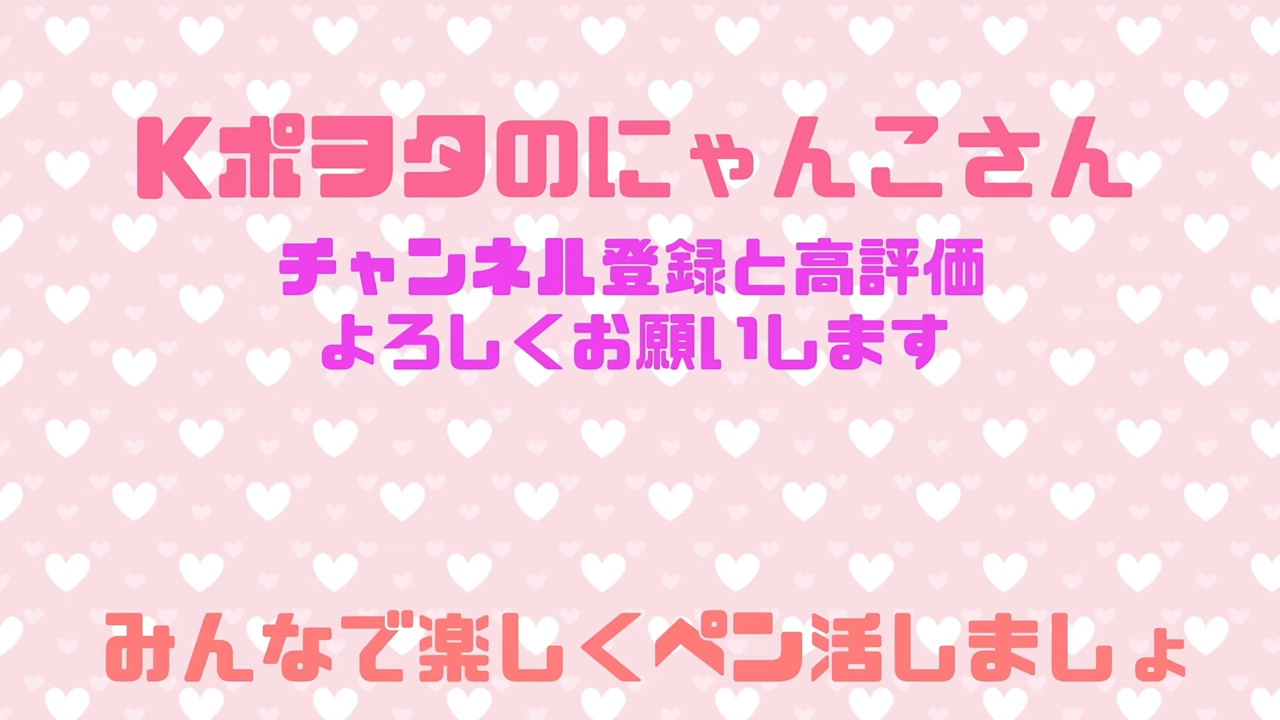 Kポヲタのにゃんこさん
チャンネル登録と高評価
よろしくお願いします
みんなで楽しくペン活しましょ